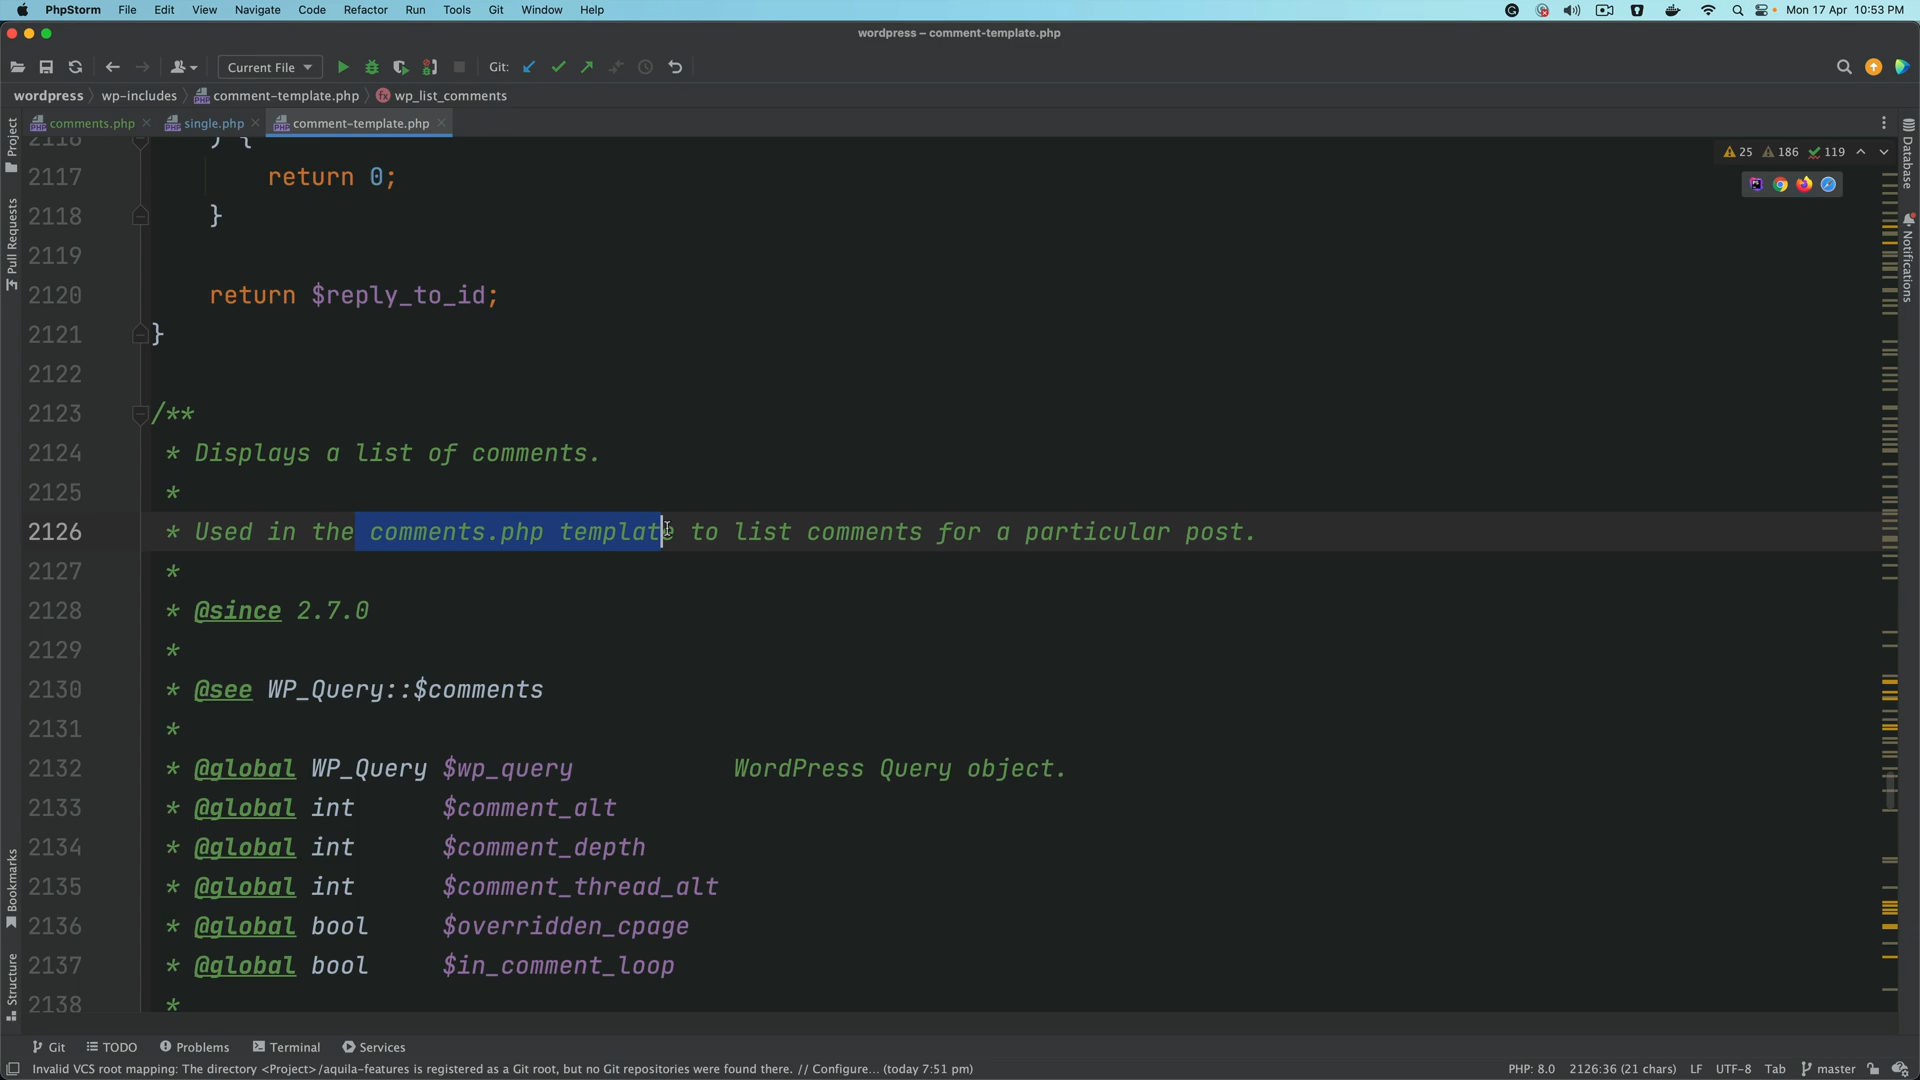 PhpStorm File Edit View Navigate Code Refactor Run Tools Git Window Help Mon 17 Apr 10:53 PM
wordpress – comment-template.php
Current File Git:
wordpress wp-includes comment-template.php wp_list_comments
comments.php single.php comment-template.php
25 186 119
2116 ) {
2117 return 0;
2118 }
2119
2120 return $reply_to_id;
2121 }
2122
2123 /**
2124 * Displays a list of comments.
2125 *
2126 * Used in the comments.php template to list comments for a particular post.
2127 *
2128 * @since 2.7.0
2129 *
2130 * @see WP_Query::$comments
2131 *
2132 * @global WP_Query $wp_query WordPress Query object.
2133 * @global int $comment_alt
2134 * @global int $comment_depth
2135 * @global int $comment_thread_alt
2136 * @global bool $overridden_cpage
2137 * @global bool $in_comment_loop
2138 *
Project
Pull Requests
Bookmarks
Structure
Database
Notifications
Git TODO Problems Terminal Services
Invalid VCS root mapping: The directory <Project>/aquila-features is registered as a Git root, but no Git repositories were found there. // Configure... (today 7:51 pm) PHP: 8.0 2126:36 (21 chars) LF UTF-8 Tab master